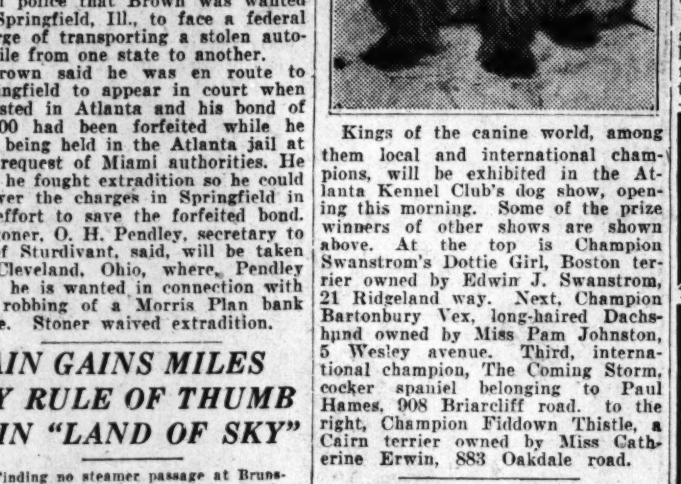 police that Brown was wanted
Springfield, Ill., to face a federal
rge of transporting a stolen auto-
ile from one state to another.
rown said he was en route to
ingfield to appear in court when
sted in Atlanta and his bond of
00 had been forfeited while he
being held in the Atlanta jail at
request of Miami authorities. He
he fought extradition so he could
ver the charges in Springfield in
effort to save the forfeited bond.
oner, O. H. Pendley, secretary to
f Sturdivant, said, will be taken
Cleveland, Ohio, where, Pendley
he is wanted in connection with
robbing of a Morris Plan bank
e. Stoner waived extradition.
AIN GAINS MILES
Y RULE OF THUMB
IN "LAND OF SKY"
Finding no steamer passage at Bruns-
Kings of the canine world, among
them local and international cham-
pions, will be exhibited in the At-
lanta Kennel Club's dog show, open-
ing this morning. Some of the prize
winners of other shows are shown
above. At the top is Champion
Swanstrom's Dottie Girl, Boston ter-
rier owned by Edwin J. Swanstrom,
21 Ridgeland way. Next, Champion
Bartonbury Vex, long-haired Dachs-
hund owned by Miss Pam Johnston,
5 Wesley avenue. Third, interna-
tional champion, The Coming Storm,
cocker spaniel belonging to Paul
Hames, 908 Briarcliff road. to the
right, Champion Fiddown Thistle, a
Cairn terrier owned by Miss Cath-
erine Erwin, 883 Oakdale road.